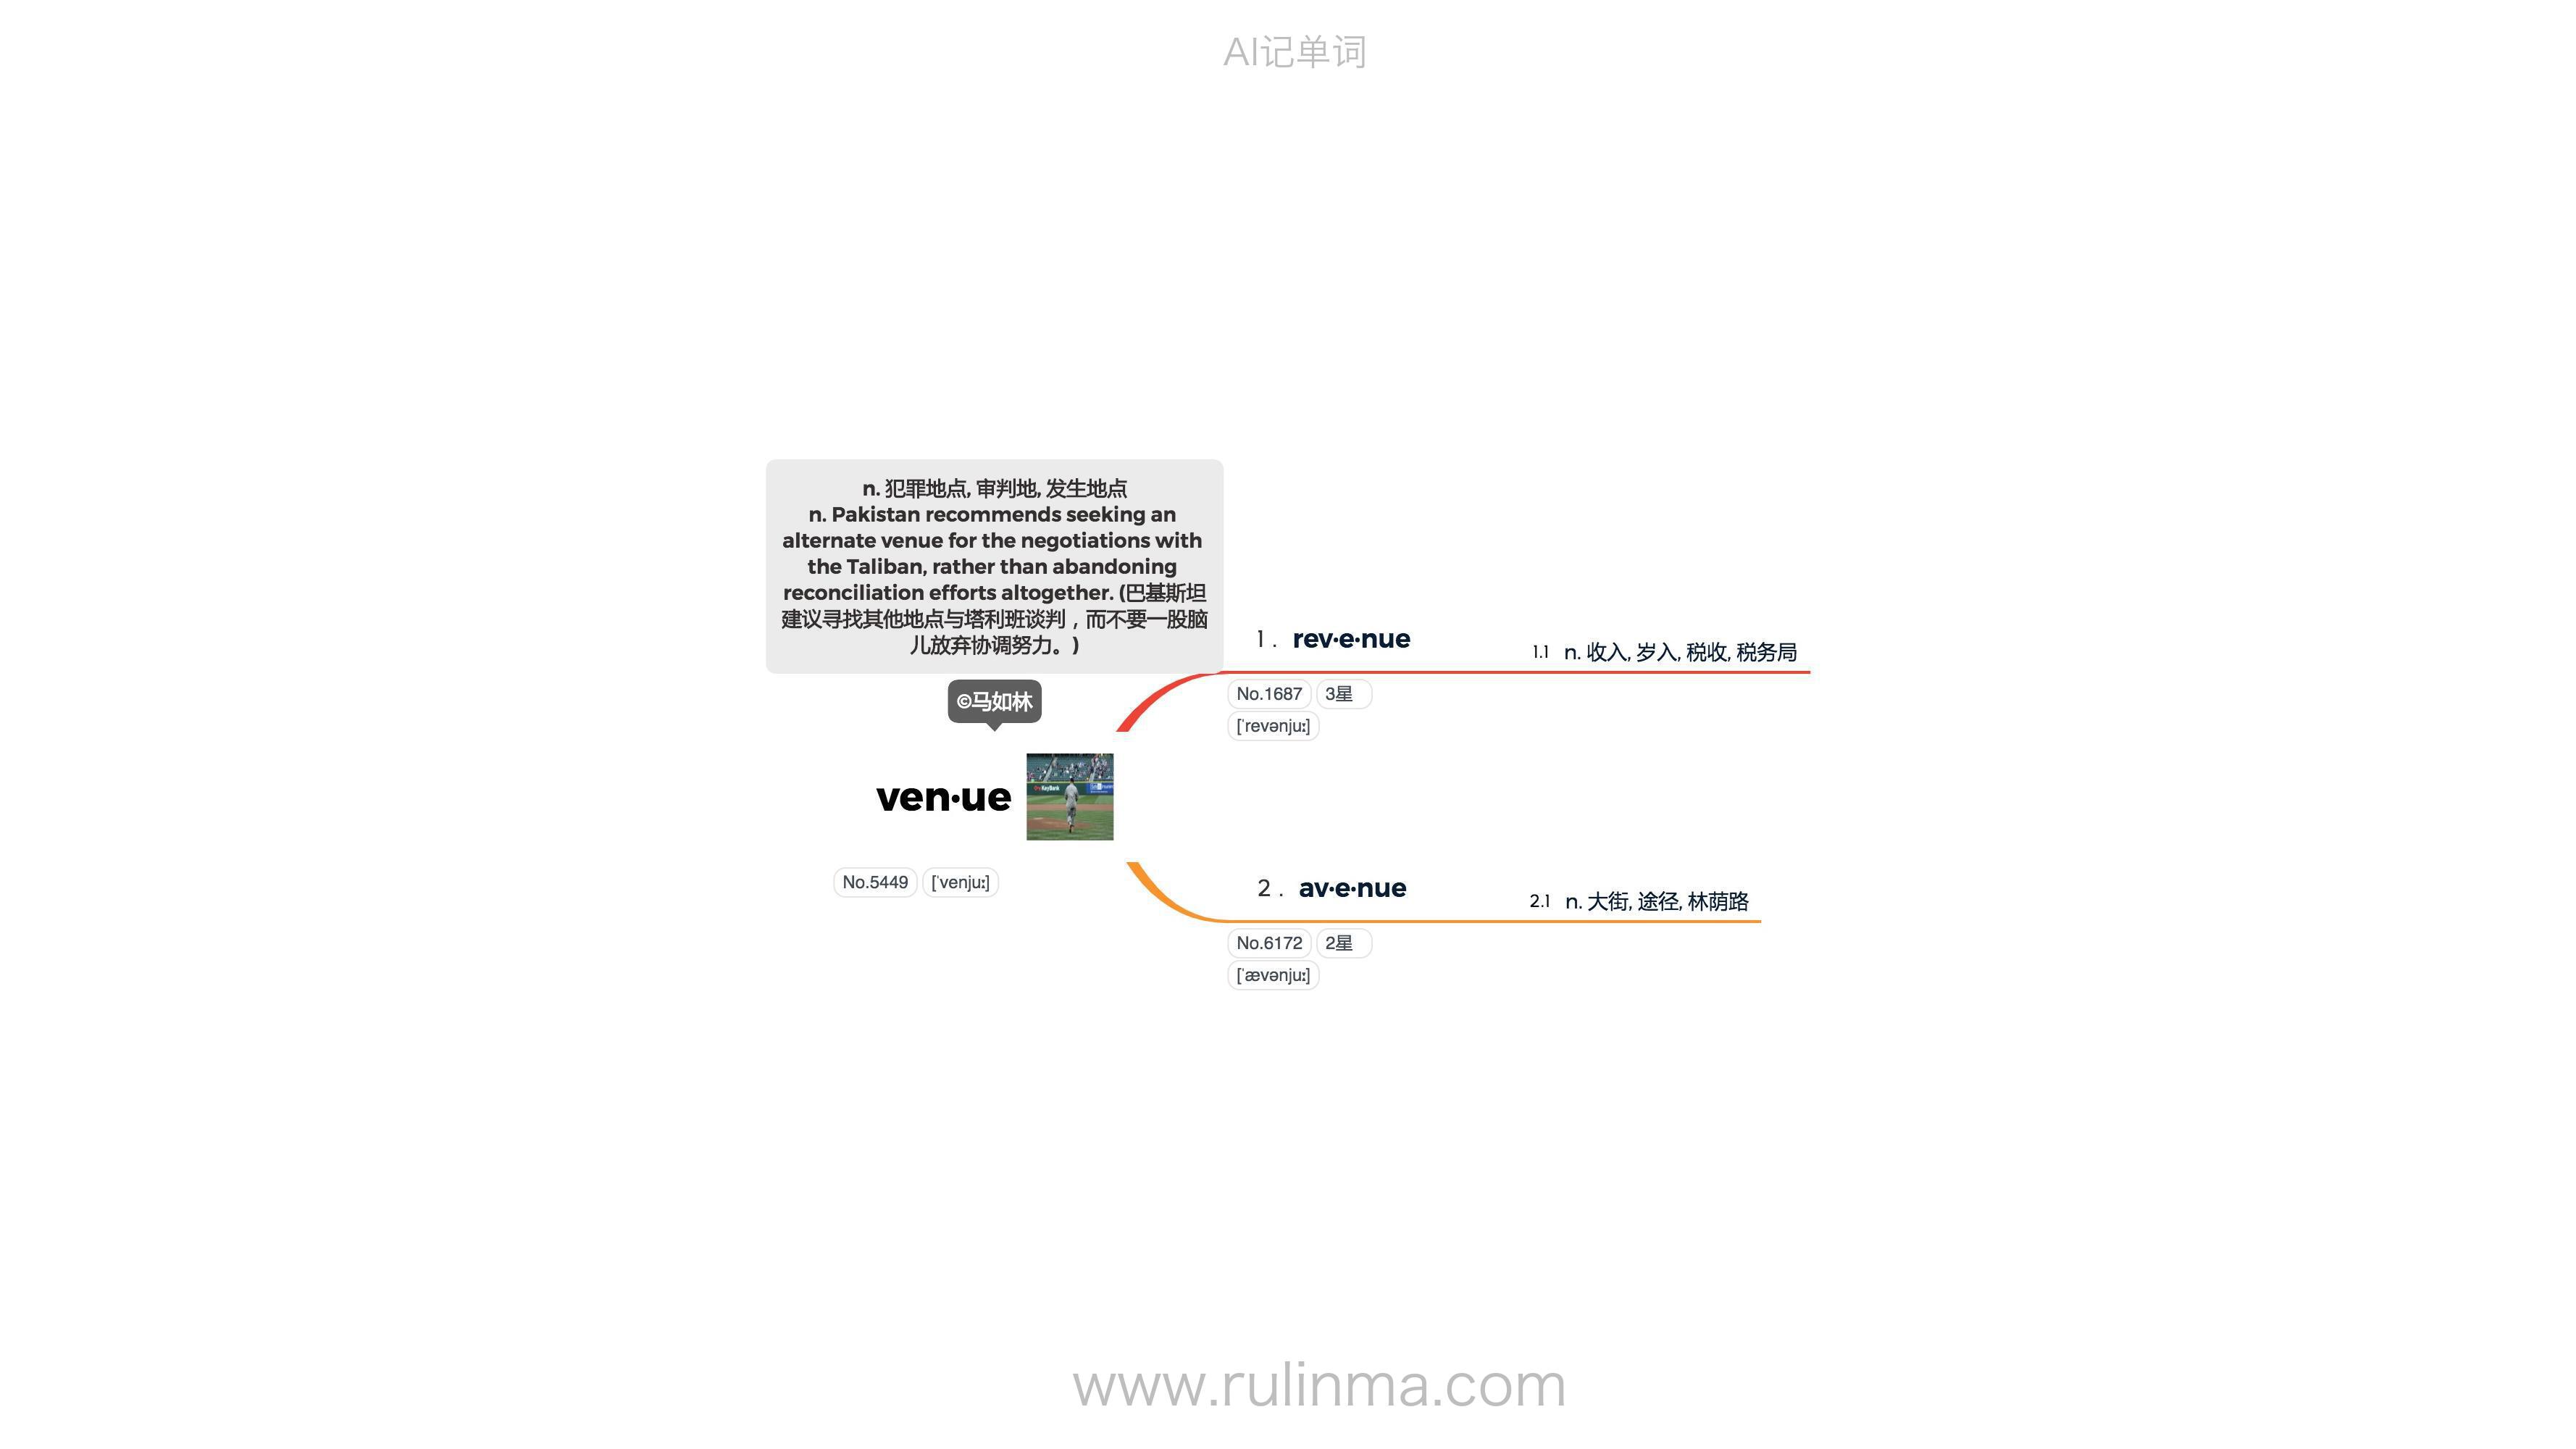 AI记单词
n. 犯罪地点, 审判地, 发生地点
n. Pakistan recommends seeking an
alternate venue for the negotiations with
the Taliban, rather than abandoning
reconciliation efforts altogether. (巴基斯坦
建议寻找其他地点与塔利班谈判，而不要一股脑
儿放弃协调努力。)
©马如林
ven·ue
KeyBank
No.5449 [ˈvenjuː]
1. rev·e·nue
1.1 n. 收入, 岁入, 税收, 税务局
No.1687 3星
[ˈrevənjuː]
2. av·e·nue
2.1 n. 大街, 途径, 林荫路
No.6172 2星
[ˈævənjuː]
www.rulinma.com